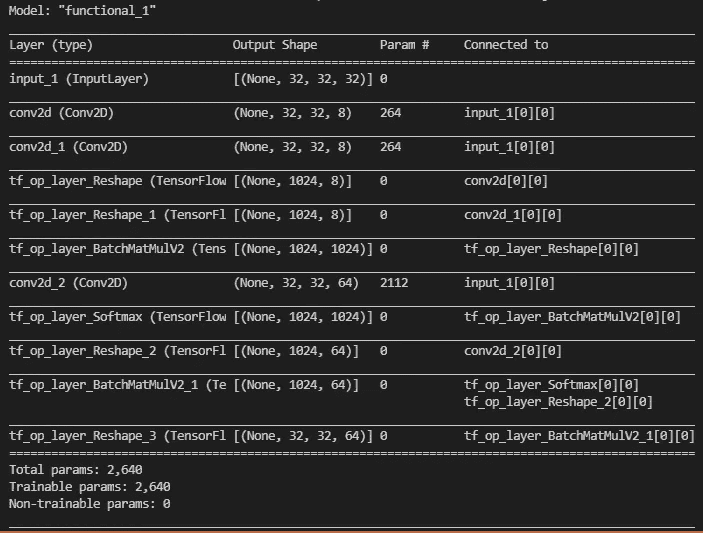 Model: "functional_1"
Layer (type) Output Shape Param # Connected to
input_1 (InputLayer) [(None, 32, 32, 32)] 0
conv2d (Conv2D) (None, 32, 32, 8) 264 input_1[0][0]
conv2d_1 (Conv2D) (None, 32, 32, 8) 264 input_1[0][0]
tf_op_layer_Reshape (TensorFlow [(None, 1024, 8)] 0 conv2d[0][0]
tf_op_layer_Reshape_1 (TensorFl [(None, 1024, 8)] 0 conv2d_1[0][0]
tf_op_layer_BatchMatMulV2 (Tens [(None, 1024, 1024)] 0 tf_op_layer_Reshape[0][0]
conv2d_2 (Conv2D) (None, 32, 32, 64) 2112 input_1[0][0]
tf_op_layer_Softmax (TensorFlow [(None, 1024, 1024)] 0 tf_op_layer_BatchMatMulV2[0][0]
tf_op_layer_Reshape_2 (TensorFl [(None, 1024, 64)] 0 conv2d_2[0][0]
tf_op_layer_BatchMatMulV2_1 (Te [(None, 1024, 64)] 0 tf_op_layer_Softmax[0][0]
tf_op_layer_Reshape_2[0][0]
tf_op_layer_Reshape_3 (TensorFl [(None, 32, 32, 64)] 0 tf_op_layer_BatchMatMulV2_1[0][0]
Total params: 2,640
Trainable params: 2,640
Non-trainable params: 0